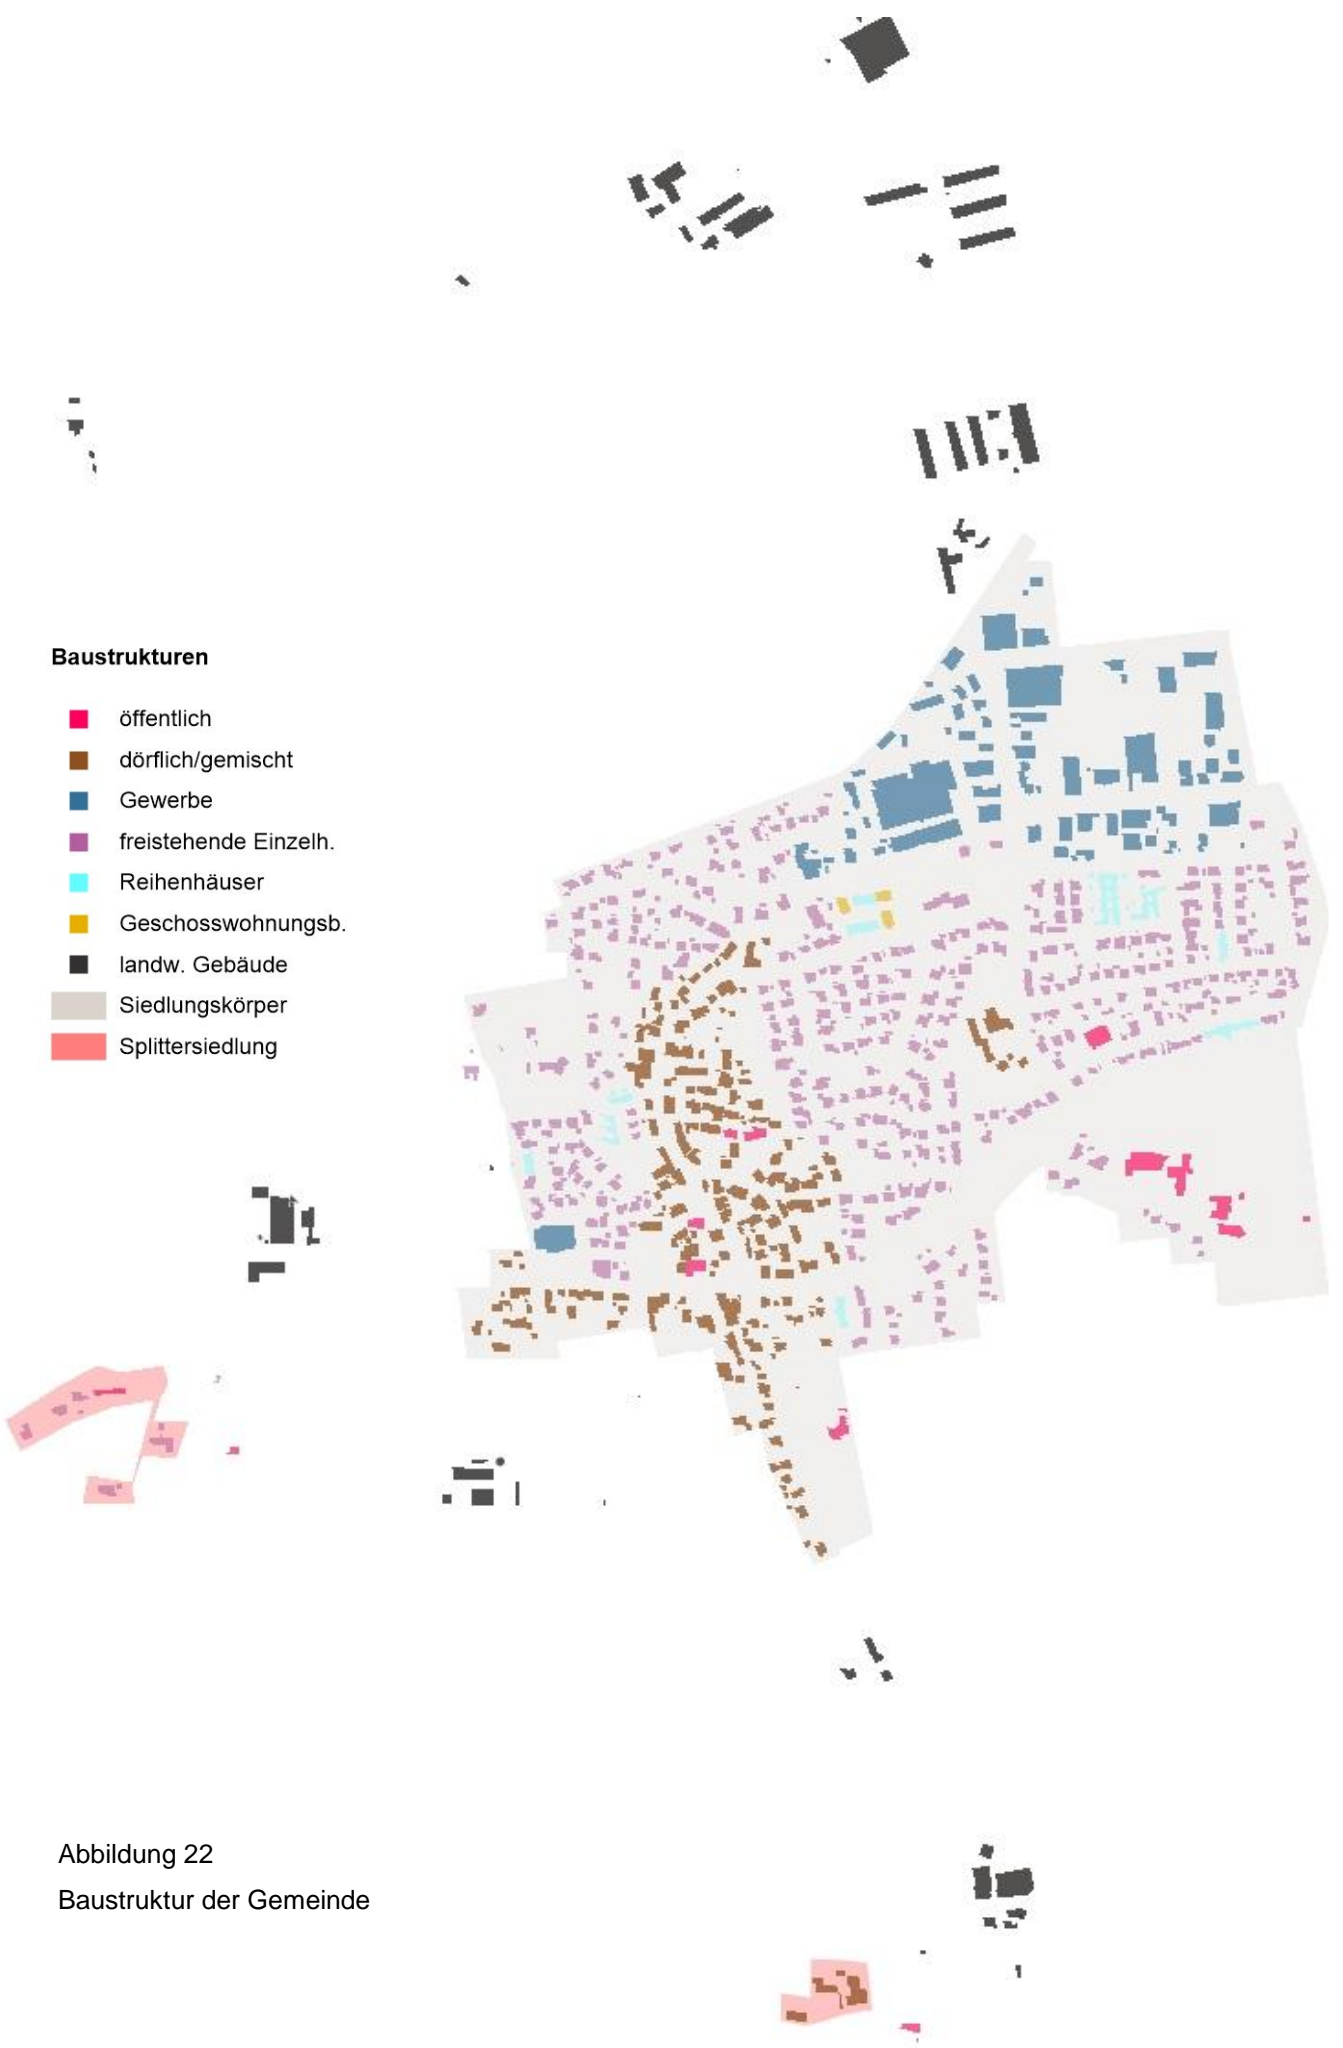 Baustrukturen
öffentlich
dörflich/gemischt
Gewerbe
freistehende Einzelh.
Reihenhäuser
Geschosswohnungsb.
landw. Gebäude
Siedlungskörper
Splittersiedlung
Abbildung 22
Baustruktur der Gemeinde